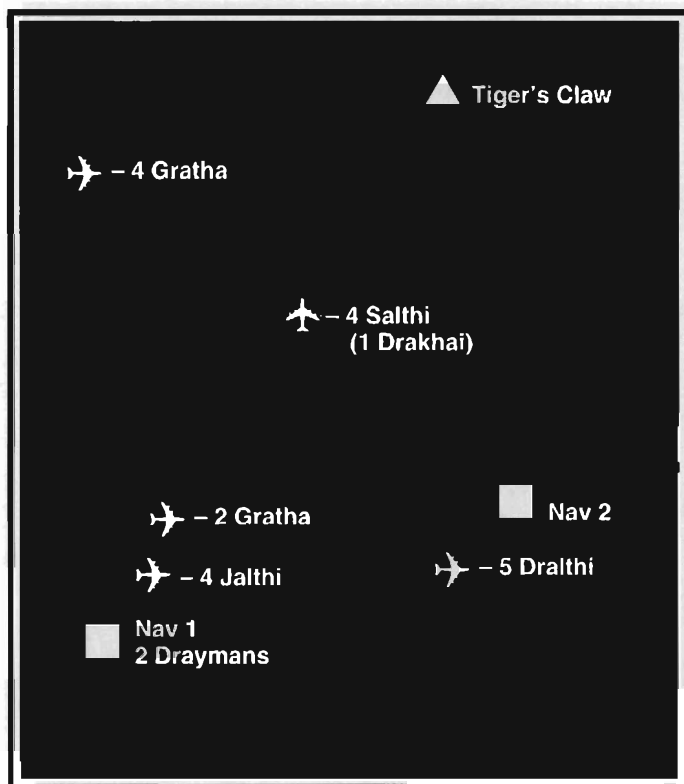 Tiger's Claw
– 4 Gratha
– 4 Salthi
(1 Drakhai)
– 2 Gratha
Nav 2
– 4 Jalthi
– 5 Dralthi
Nav 1
2 Draymans